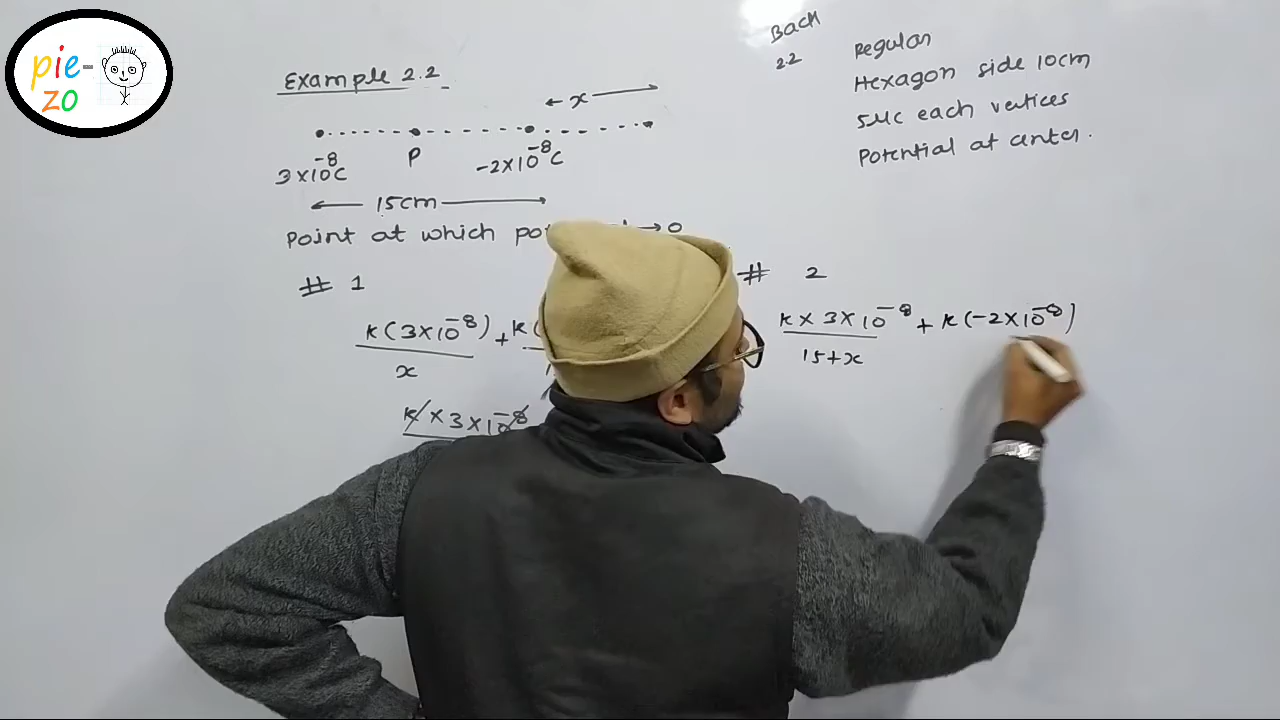 pie-
zo
Example 2.2
x
P
3×10⁻⁸C
-2×10⁻⁸C
15cm
Point at which → 0
# 1
K(3×10⁻⁸) + K(
x
K × 3×10⁻⁸
Back
2.2
Regular
Hexagon side 10cm
5μc each vertices
Potential at center.
# 2
K × 3×10⁻⁸ + K(-2×10⁻⁸)
15+x